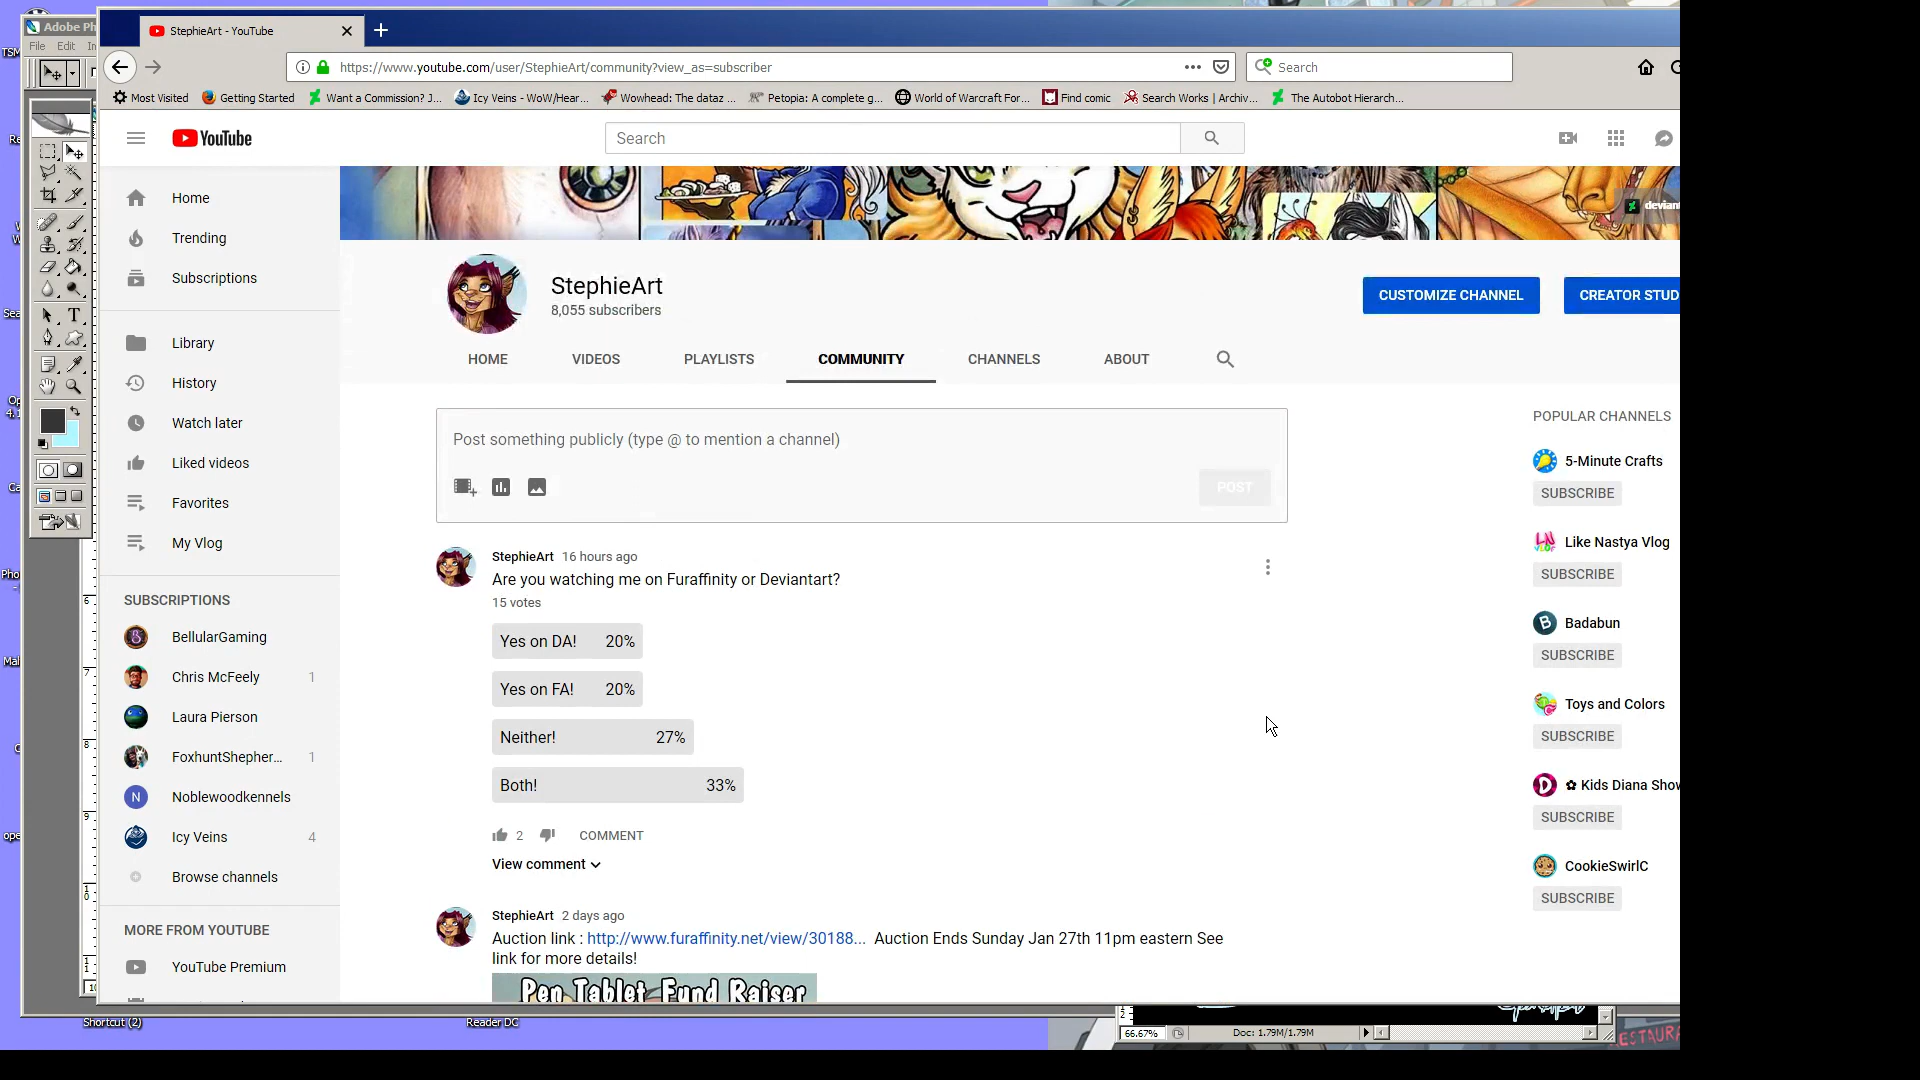 Adobe Ph
StephieArt - YouTube
File Edit
https://www.youtube.com/user/StephieArt/community?view_as=subscriber
Search
Most Visited
Getting Started
Want a Commission? J...
Icy Veins - WoW/Hear...
Wowhead: The dataz ...
Petopia: A complete g...
World of Warcraft For...
Find comic
Search Works | Archiv...
The Autobot Hierarch...
YouTube
Search
Home
Trending
Subscriptions
Library
History
Watch later
Liked videos
Favorites
My Vlog
SUBSCRIPTIONS
BellularGaming
Chris McFeely 1
Laura Pierson
FoxhuntShepher... 1
Noblewoodkennels
Icy Veins 4
Browse channels
MORE FROM YOUTUBE
YouTube Premium
deviant
StephieArt
8,055 subscribers
CUSTOMIZE CHANNEL
CREATOR STUD
HOME
VIDEOS
PLAYLISTS
COMMUNITY
CHANNELS
ABOUT
Post something publicly (type @ to mention a channel)
POST
StephieArt 16 hours ago
Are you watching me on Furaffinity or Deviantart?
15 votes
Yes on DA! 20%
Yes on FA! 20%
Neither! 27%
Both! 33%
2 COMMENT
View comment
StephieArt 2 days ago
Auction link : http://www.furaffinity.net/view/30188... Auction Ends Sunday Jan 27th 11pm eastern See
link for more details!
Pen Tablet Fund Raiser
POPULAR CHANNELS
5-Minute Crafts
SUBSCRIBE
Like Nastya Vlog
SUBSCRIBE
Badabun
SUBSCRIBE
Toys and Colors
SUBSCRIBE
✿ Kids Diana Show
SUBSCRIBE
CookieSwirlC
SUBSCRIBE
Shortcut (2)
Reader DC
66.67%
Doc: 1.79M/1.79M